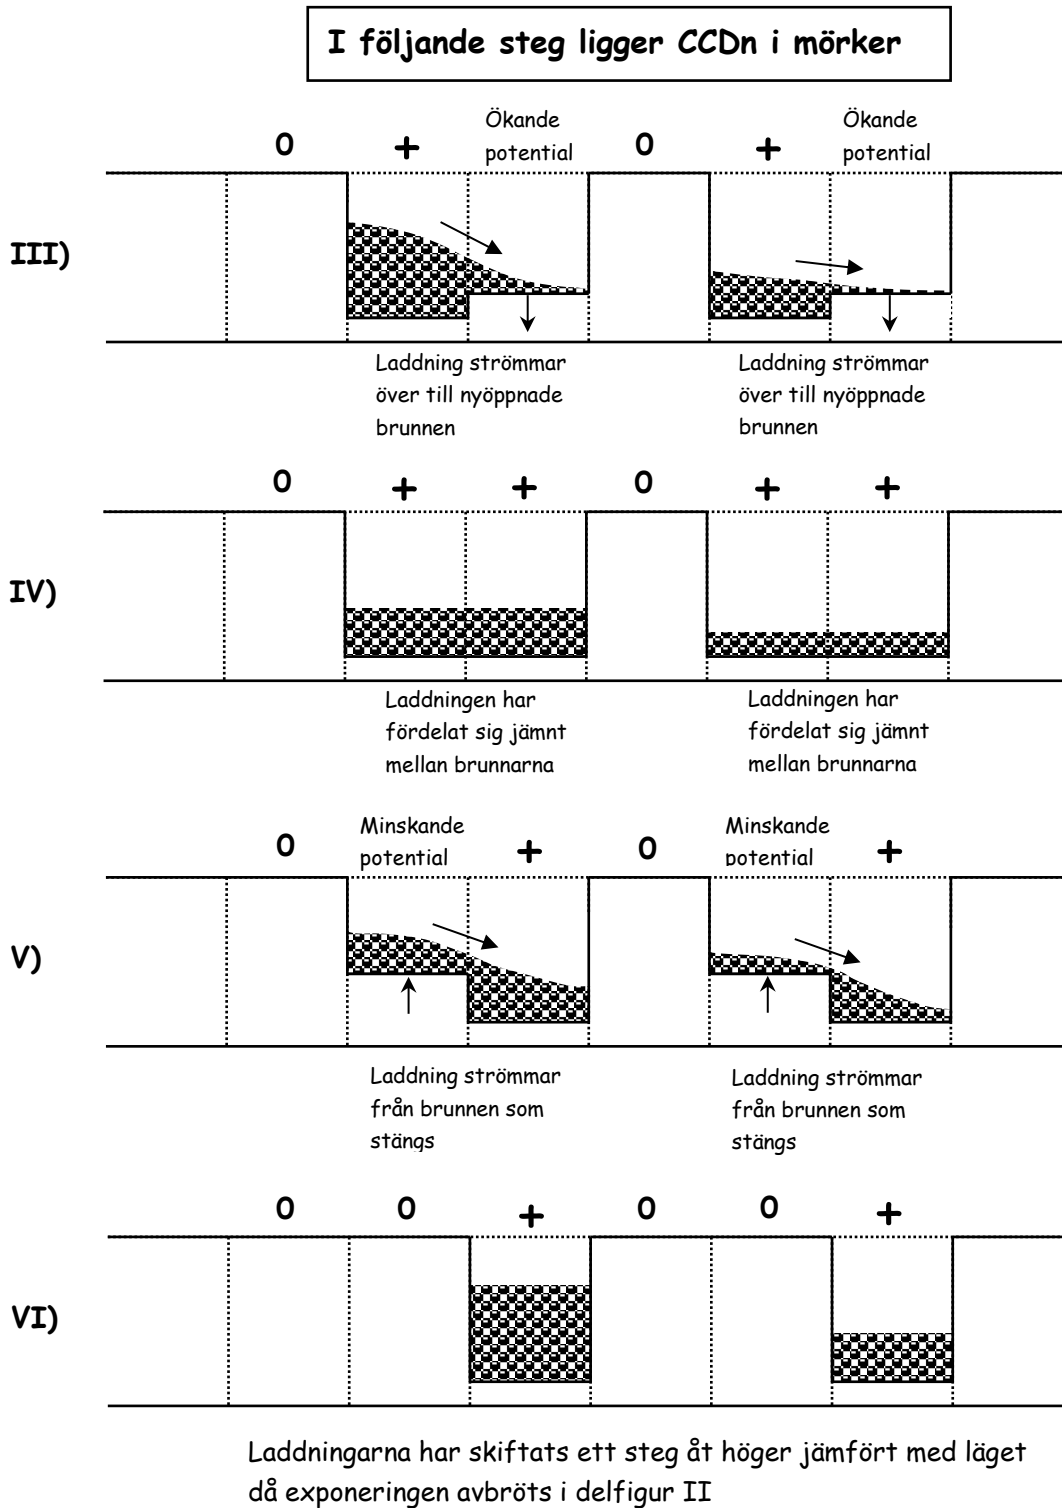 I följande steg ligger CCDn i mörker
Ökande Ökande
0 + potential 0 + potential
III)
Laddning strömmar Laddning strömmar
över till nyöppnade över till nyöppnade
brunnen brunnen
0 + + 0 + +
IV)
Laddningen har Laddningen har
fördelat sig jämnt fördelat sig jämnt
mellan brunnarna mellan brunnarna
Minskande Minskande
0 potential + 0 potential +
V)
Laddning strömmar Laddning strömmar
från brunnen som från brunnen som
stängs stängs
0 0 + 0 0 +
VI)
Laddningarna har skiftats ett steg åt höger jämfört med läget
då exponeringen avbröts i delfigur II